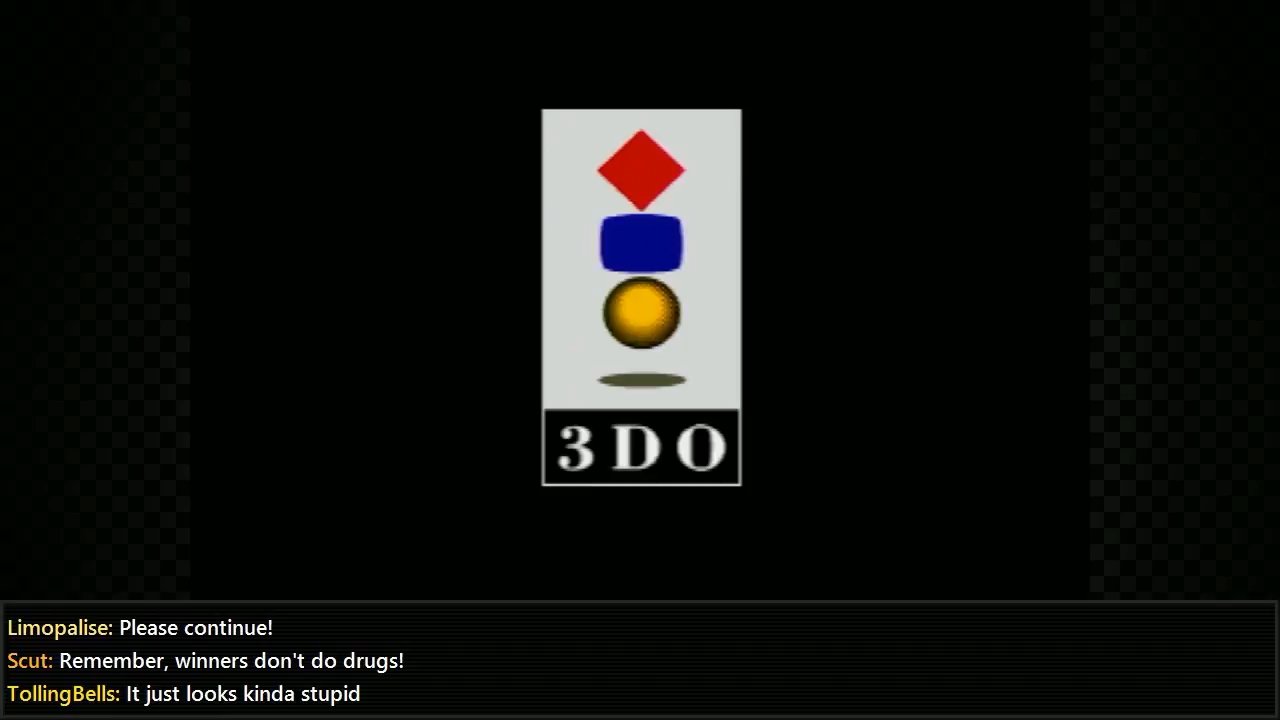 3DO
Limopalise: Please continue!
Scut: Remember, winners don't do drugs!
TollingBells: It just looks kinda stupid